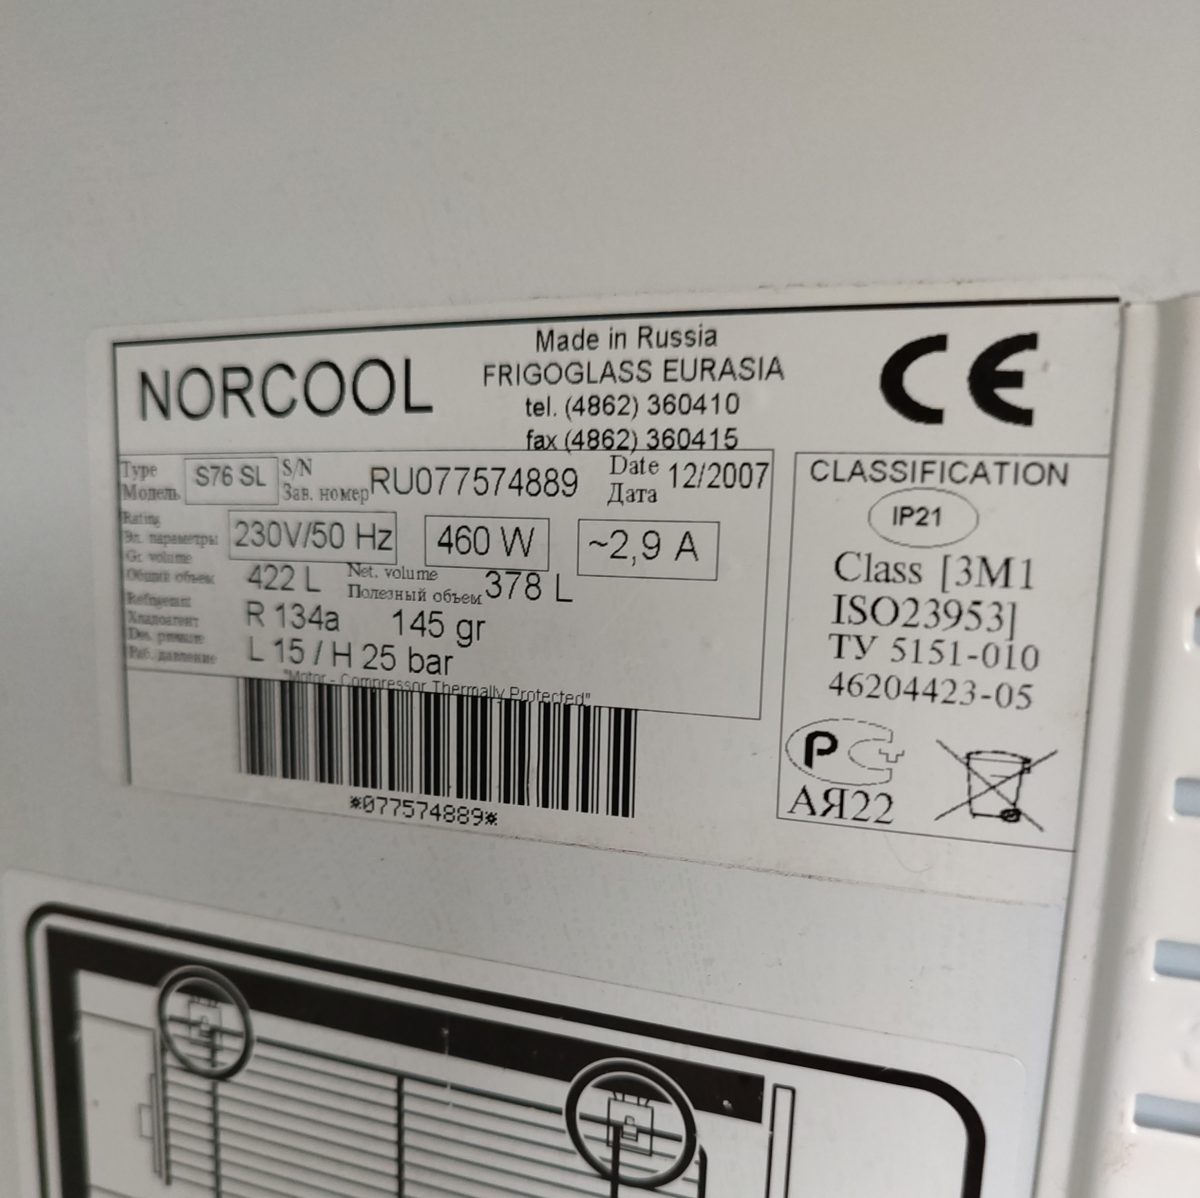 NORCOOL
Made in Russia
FRIGOGLASS EURASIA
tel. (4862) 360410
fax (4862) 360415
CE
Type
Модель
S76 SL
S/N
Зав. номер
RU077574889
Date
Дата
12/2007
Rating
Эл. параметры
230V/50 Hz
460 W
~2,9 A
Gr. volume
Общий объем
422 L
Net. volume
Полезный объем
378 L
Refrigerant
Хладоагент
R 134a
145 gr
Des. pressure
Раб. давление
L 15 / H 25 bar
"Motor - Compressor Thermally Protected"
*077574889*
CLASSIFICATION
IP21
Class [3M1
ISO23953]
ТУ 5151-010
46204423-05
РС
АЯ22